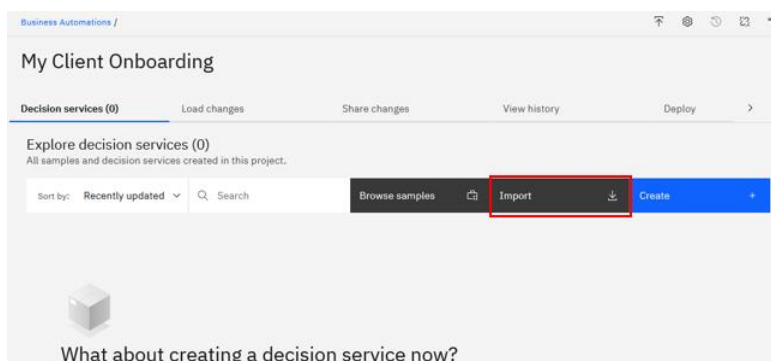 Business Automations /
My Client Onboarding
Decision services (0) Load changes Share changes View history Deploy
Explore decision services (0)
All samples and decision services created in this project.
Sort by: Recently updated Search Browse samples Import Create +
What about creating a decision service now?